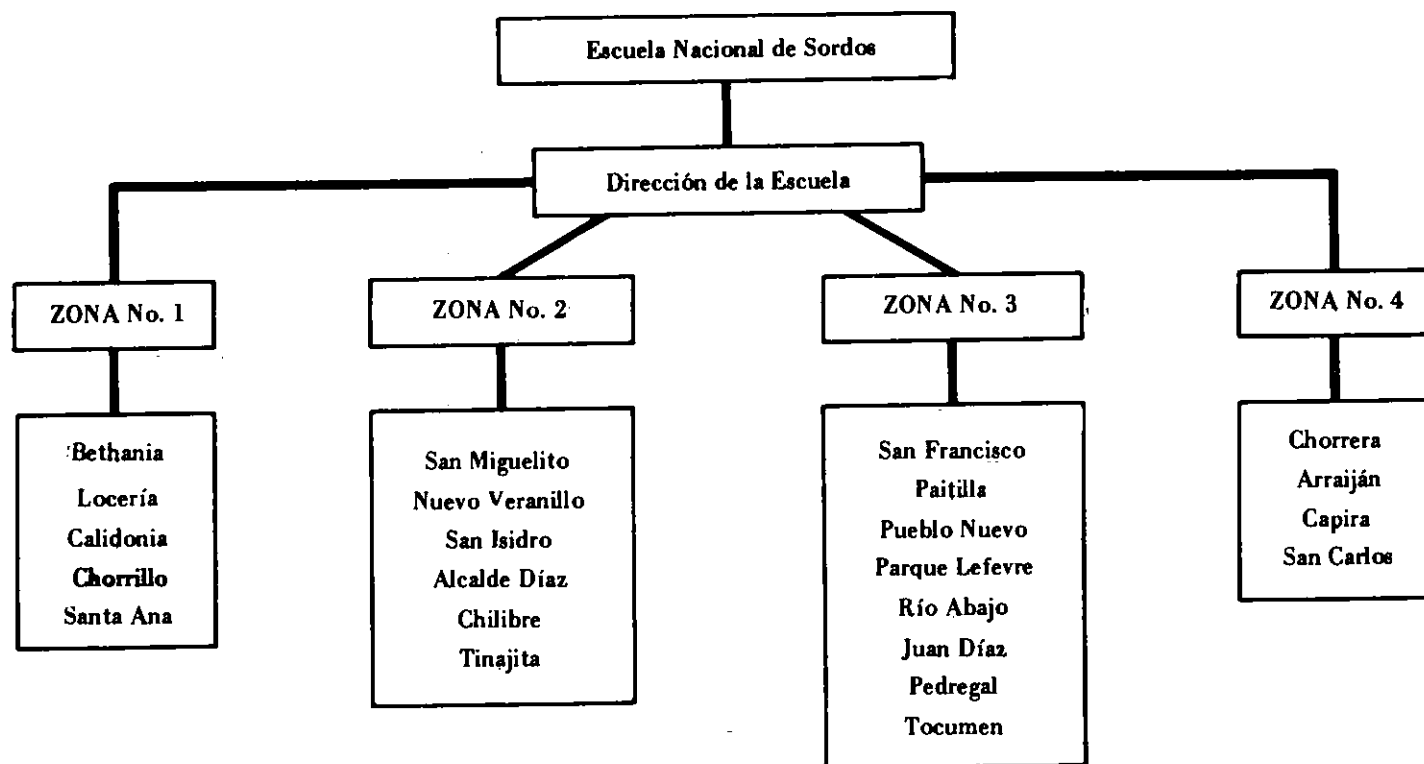 Escuela Nacional de Sordos
Dirección de la Escuela
ZONA No. 1
Bethania
Locería
Calidonia
Chorrillo
Santa Ana
ZONA No. 2
San Miguelito
Nuevo Veranillo
San Isidro
Alcalde Díaz
Chilibre
Tinajita
ZONA No. 3
San Francisco
Paitilla
Pueblo Nuevo
Parque Lefevre
Río Abajo
Juan Díaz
Pedregal
Tocumen
ZONA No. 4
Chorrera
Arraiján
Capira
San Carlos